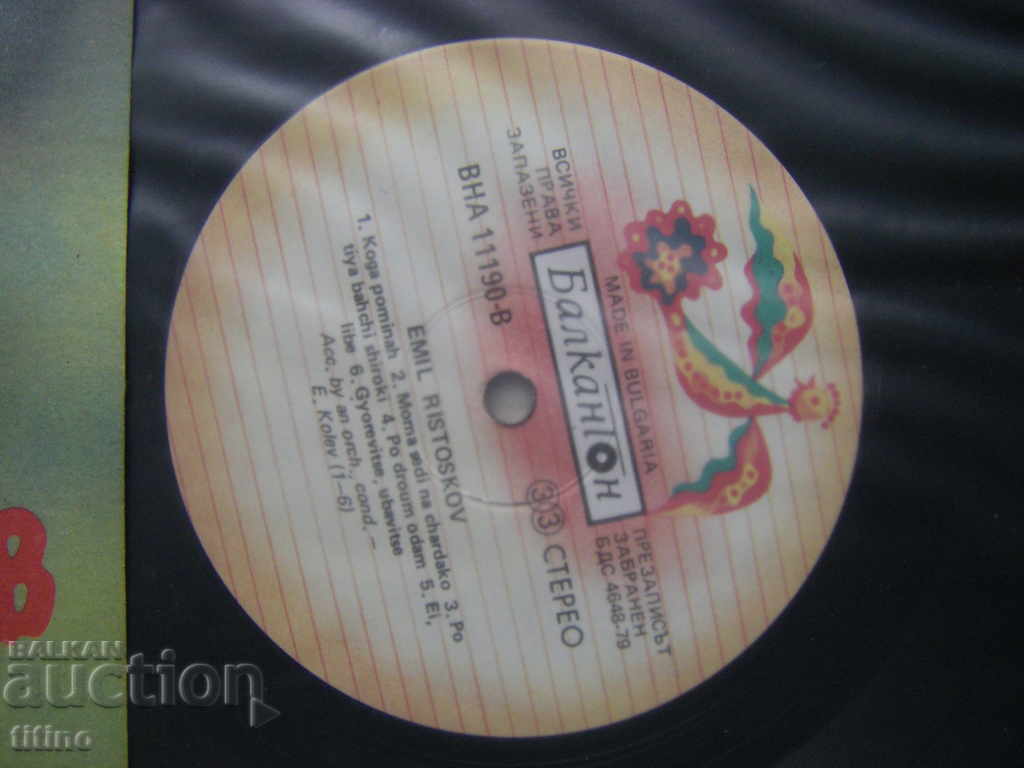 MADE IN BULGARIA
ВСИЧКИ
ПРАВА
ЗАПАЗЕНИ
Балкантон
ПРЕЗАПИСЪТ
ЗАБРАНЕН
БДС 4648-79
ВНА 11190-В
33 СТЕРЕО
EMIL RISTOSKOV
1. Koga pominah 2. Moma sedi na chardako 3. Po
tiya bahchi shiroki 4. Po droum odam 5. Ei,
libe 6. Gyorevitse, ubavitse
Acc. by an orch., cond. –
E. Kolev (1–6)
В
BALKAN
auction
titino